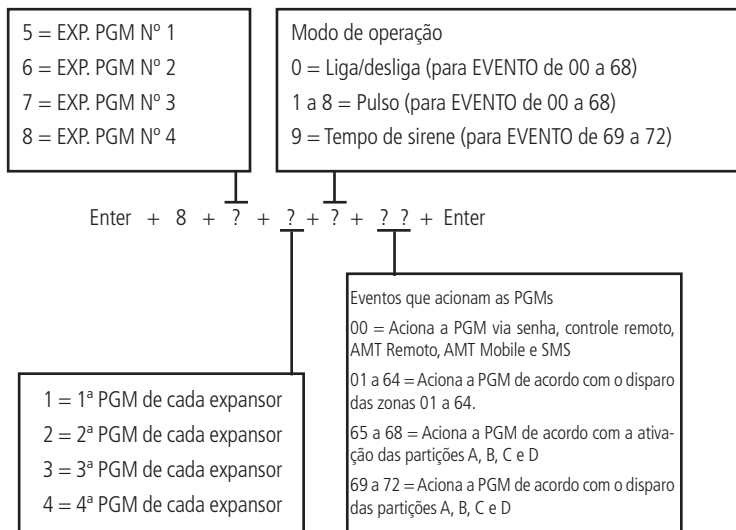 5 = EXP. PGM Nº 1
6 = EXP. PGM Nº 2
7 = EXP. PGM Nº 3
8 = EXP. PGM Nº 4
Modo de operação
0 = Liga/desliga (para EVENTO de 00 a 68)
1 a 8 = Pulso (para EVENTO de 00 a 68)
9 = Tempo de sirene (para EVENTO de 69 a 72)
Enter + 8 + ? + ? + ? + ? ? + Enter
1 = 1ª PGM de cada expansor
2 = 2ª PGM de cada expansor
3 = 3ª PGM de cada expansor
4 = 4ª PGM de cada expansor
Eventos que acionam as PGMs
00 = Aciona a PGM via senha, controle remoto,
AMT Remoto, AMT Mobile e SMS
01 a 64 = Aciona a PGM de acordo com o disparo
das zonas 01 a 64.
65 a 68 = Aciona a PGM de acordo com a ativa-
ção das partições A, B, C e D
69 a 72 = Aciona a PGM de acordo com o disparo
das partições A, B, C e D